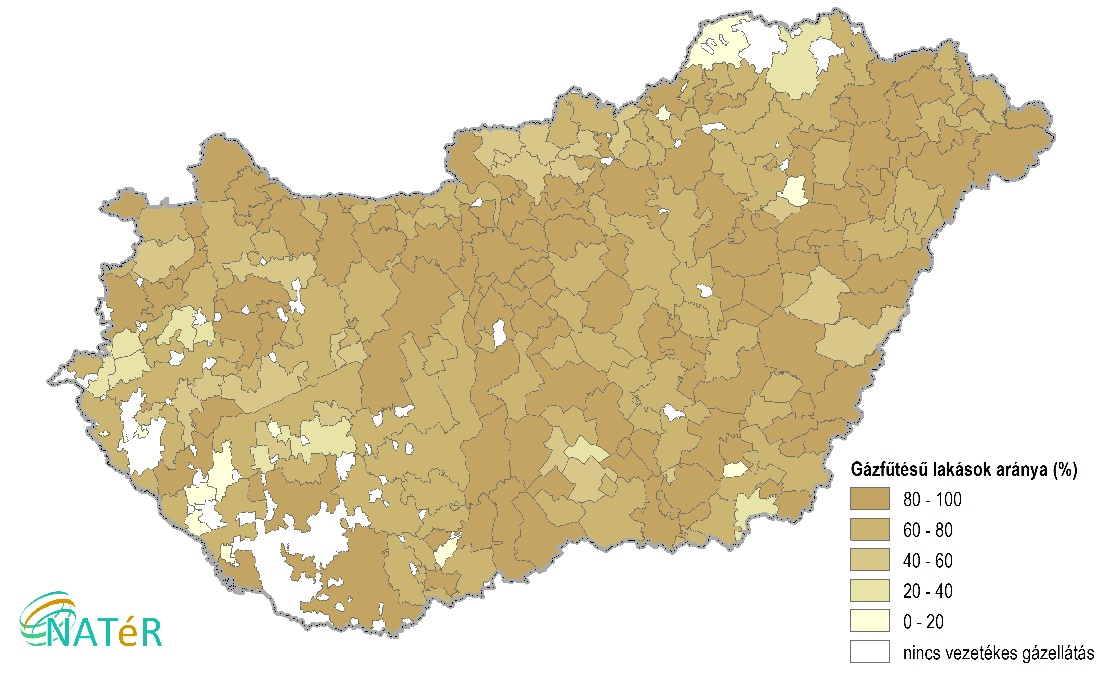 Gázfűtésű lakások aránya (%)
80 - 100
60 - 80
40 - 60
20 - 40
0 - 20
nincs vezetékes gázellátás
NATéR